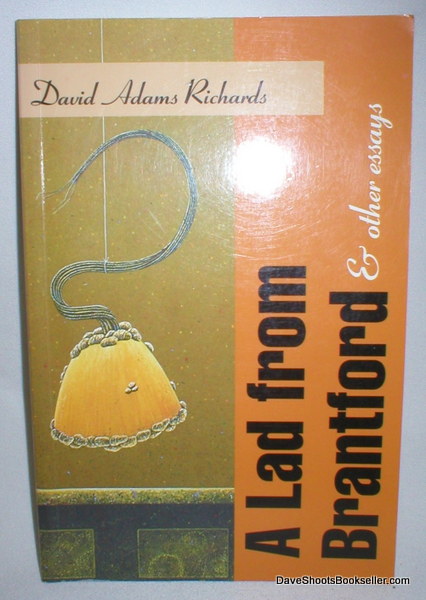 David Adams Richards
A Lad from
Brantford & other essays
DaveShootsBookseller.com